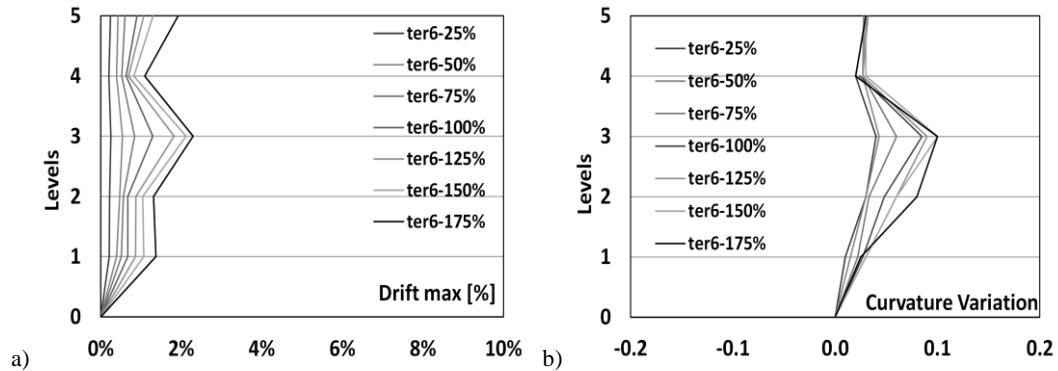 5
4
3
2
1
0
Levels
ter6-25%
ter6-50%
ter6-75%
ter6-100%
ter6-125%
ter6-150%
ter6-175%
Drift max [%]
0% 2% 4% 6% 8% 10%
a)
5
4
3
2
1
0
Levels
ter6-25%
ter6-50%
ter6-75%
ter6-100%
ter6-125%
ter6-150%
ter6-175%
Curvature Variation
-0.2 -0.1 0.0 0.1 0.2
b)